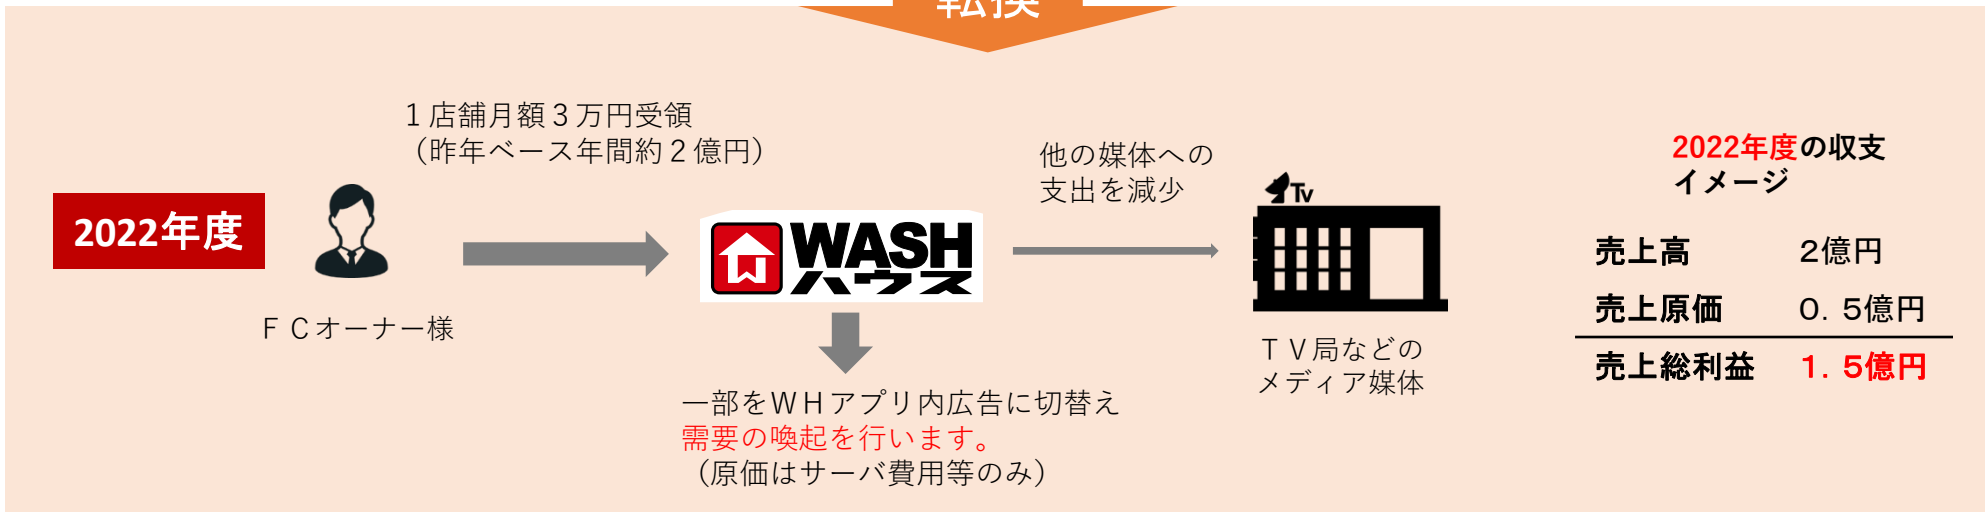 転換
１店舗月額３万円受領
（昨年ベース年間約２億円）
2022年度
ＦＣオーナー様
WASH
ハウス
一部をＷＨアプリ内広告に切替え
需要の喚起を行います。
（原価はサーバ費用等のみ）
他の媒体への
支出を減少
TV
ＴＶ局などの
メディア媒体
2022年度の収支
イメージ
売上高 2億円
売上原価 ０．５億円
売上総利益 １．５億円